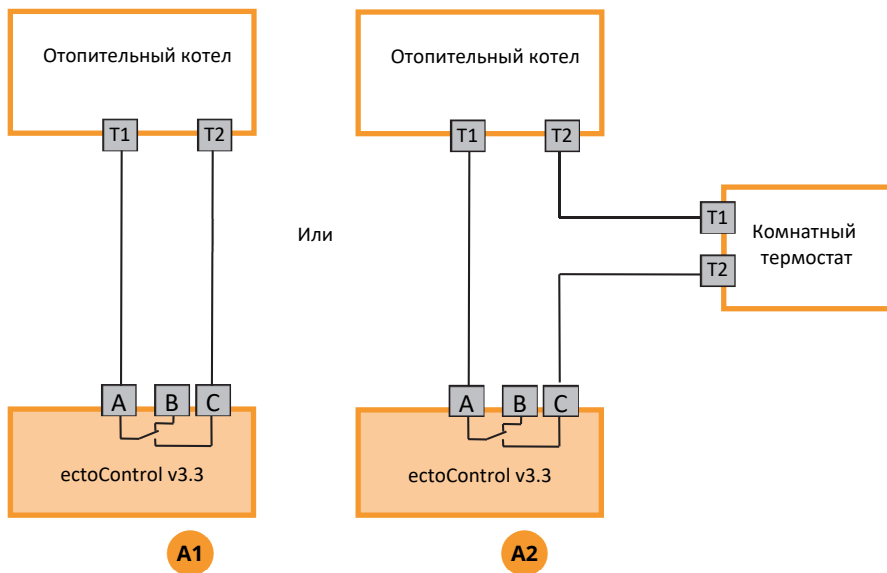 Отопительный котел
T1
T2
A
B
C
ectoControl v3.3
A1
Или
Отопительный котел
T1
T2
T1
T2
Комнатный
термостат
A
B
C
ectoControl v3.3
A2